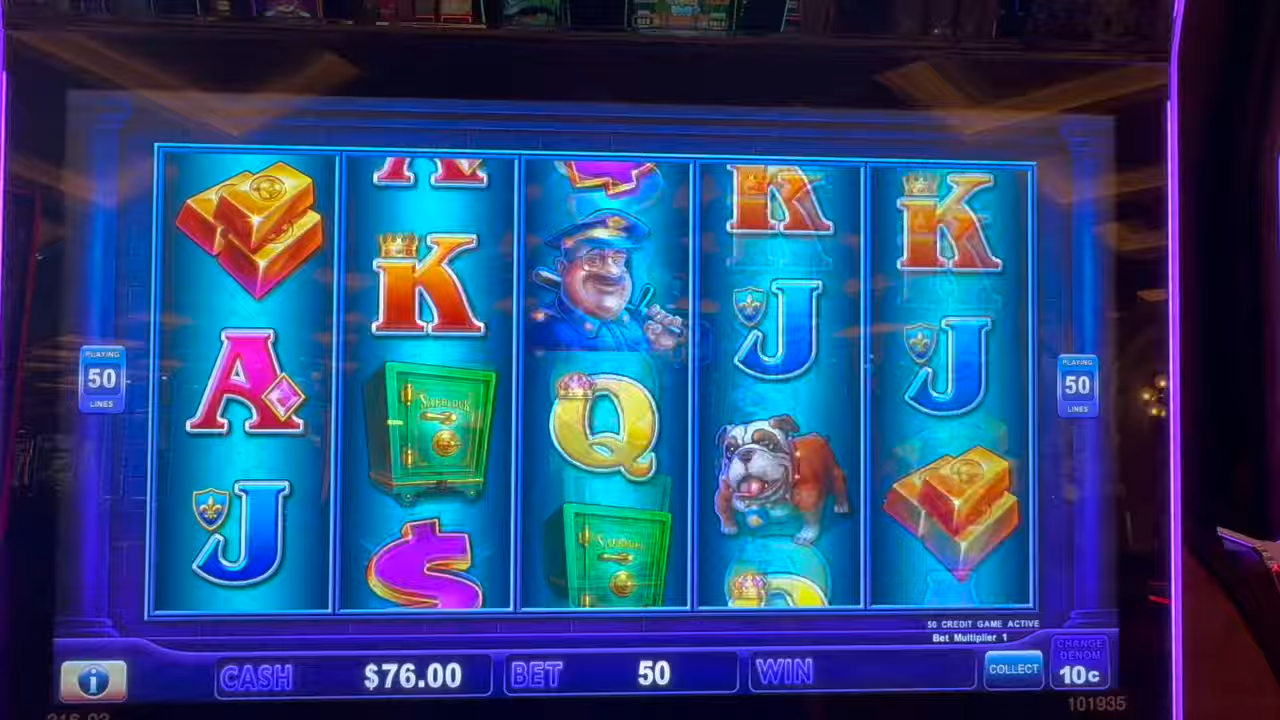 A
K
K
K
PLAYING
50
LINES
PLAYING
50
LINES
J
J
A
SAFELOCK
Q
J
$
SAFELOCK
50 CREDIT GAME ACTIVE
Bet Multiplier 1
CASH $76.00 BET 50 WIN COLLECT
CHANGE
DENOM
10c
101935